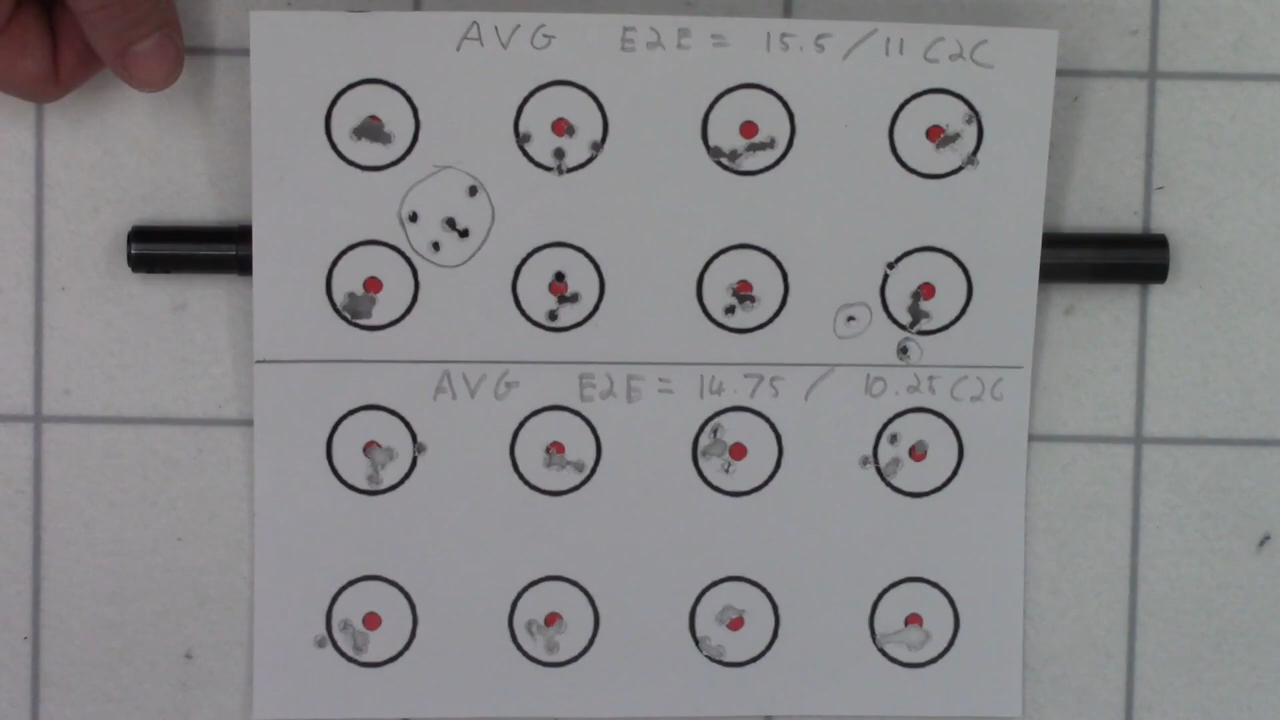 AVG E2E = 15.5 / 11 C2C
AVG E2E = 14.75 / 10.25 C2C